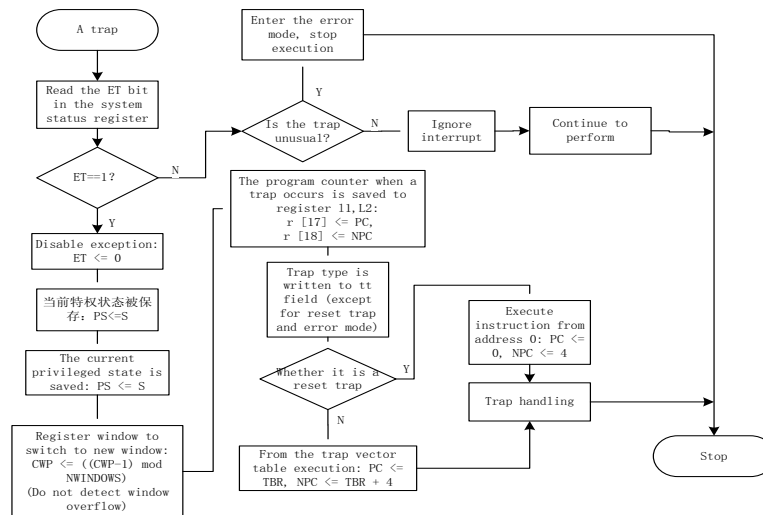 A trap
Read the ET bit
in the system
status register
ET==1?
N
Y
Disable exception:
ET <= 0
当前特权状态被保
存: PS<=S
The current
privileged state is
saved: PS <= S
Register window to
switch to new window:
CWP <= ((CWP-1) mod
NWINDOWS)
(Do not detect window
overflow)
Enter the error
mode, stop
execution
Y
Is the trap
unusual?
N
Ignore
interrupt
Continue to
perform
The program counter when a
trap occurs is saved to
register l1,L2:
r [17] <= PC,
r [18] <= NPC
Trap type is
written to tt
field (except
for reset trap
and error mode)
Whether it is a
reset trap
Y
N
Execute
instruction from
address 0: PC <=
0, NPC <= 4
Trap handling
From the trap vector
table execution: PC <=
TBR, NPC <= TBR + 4
Stop